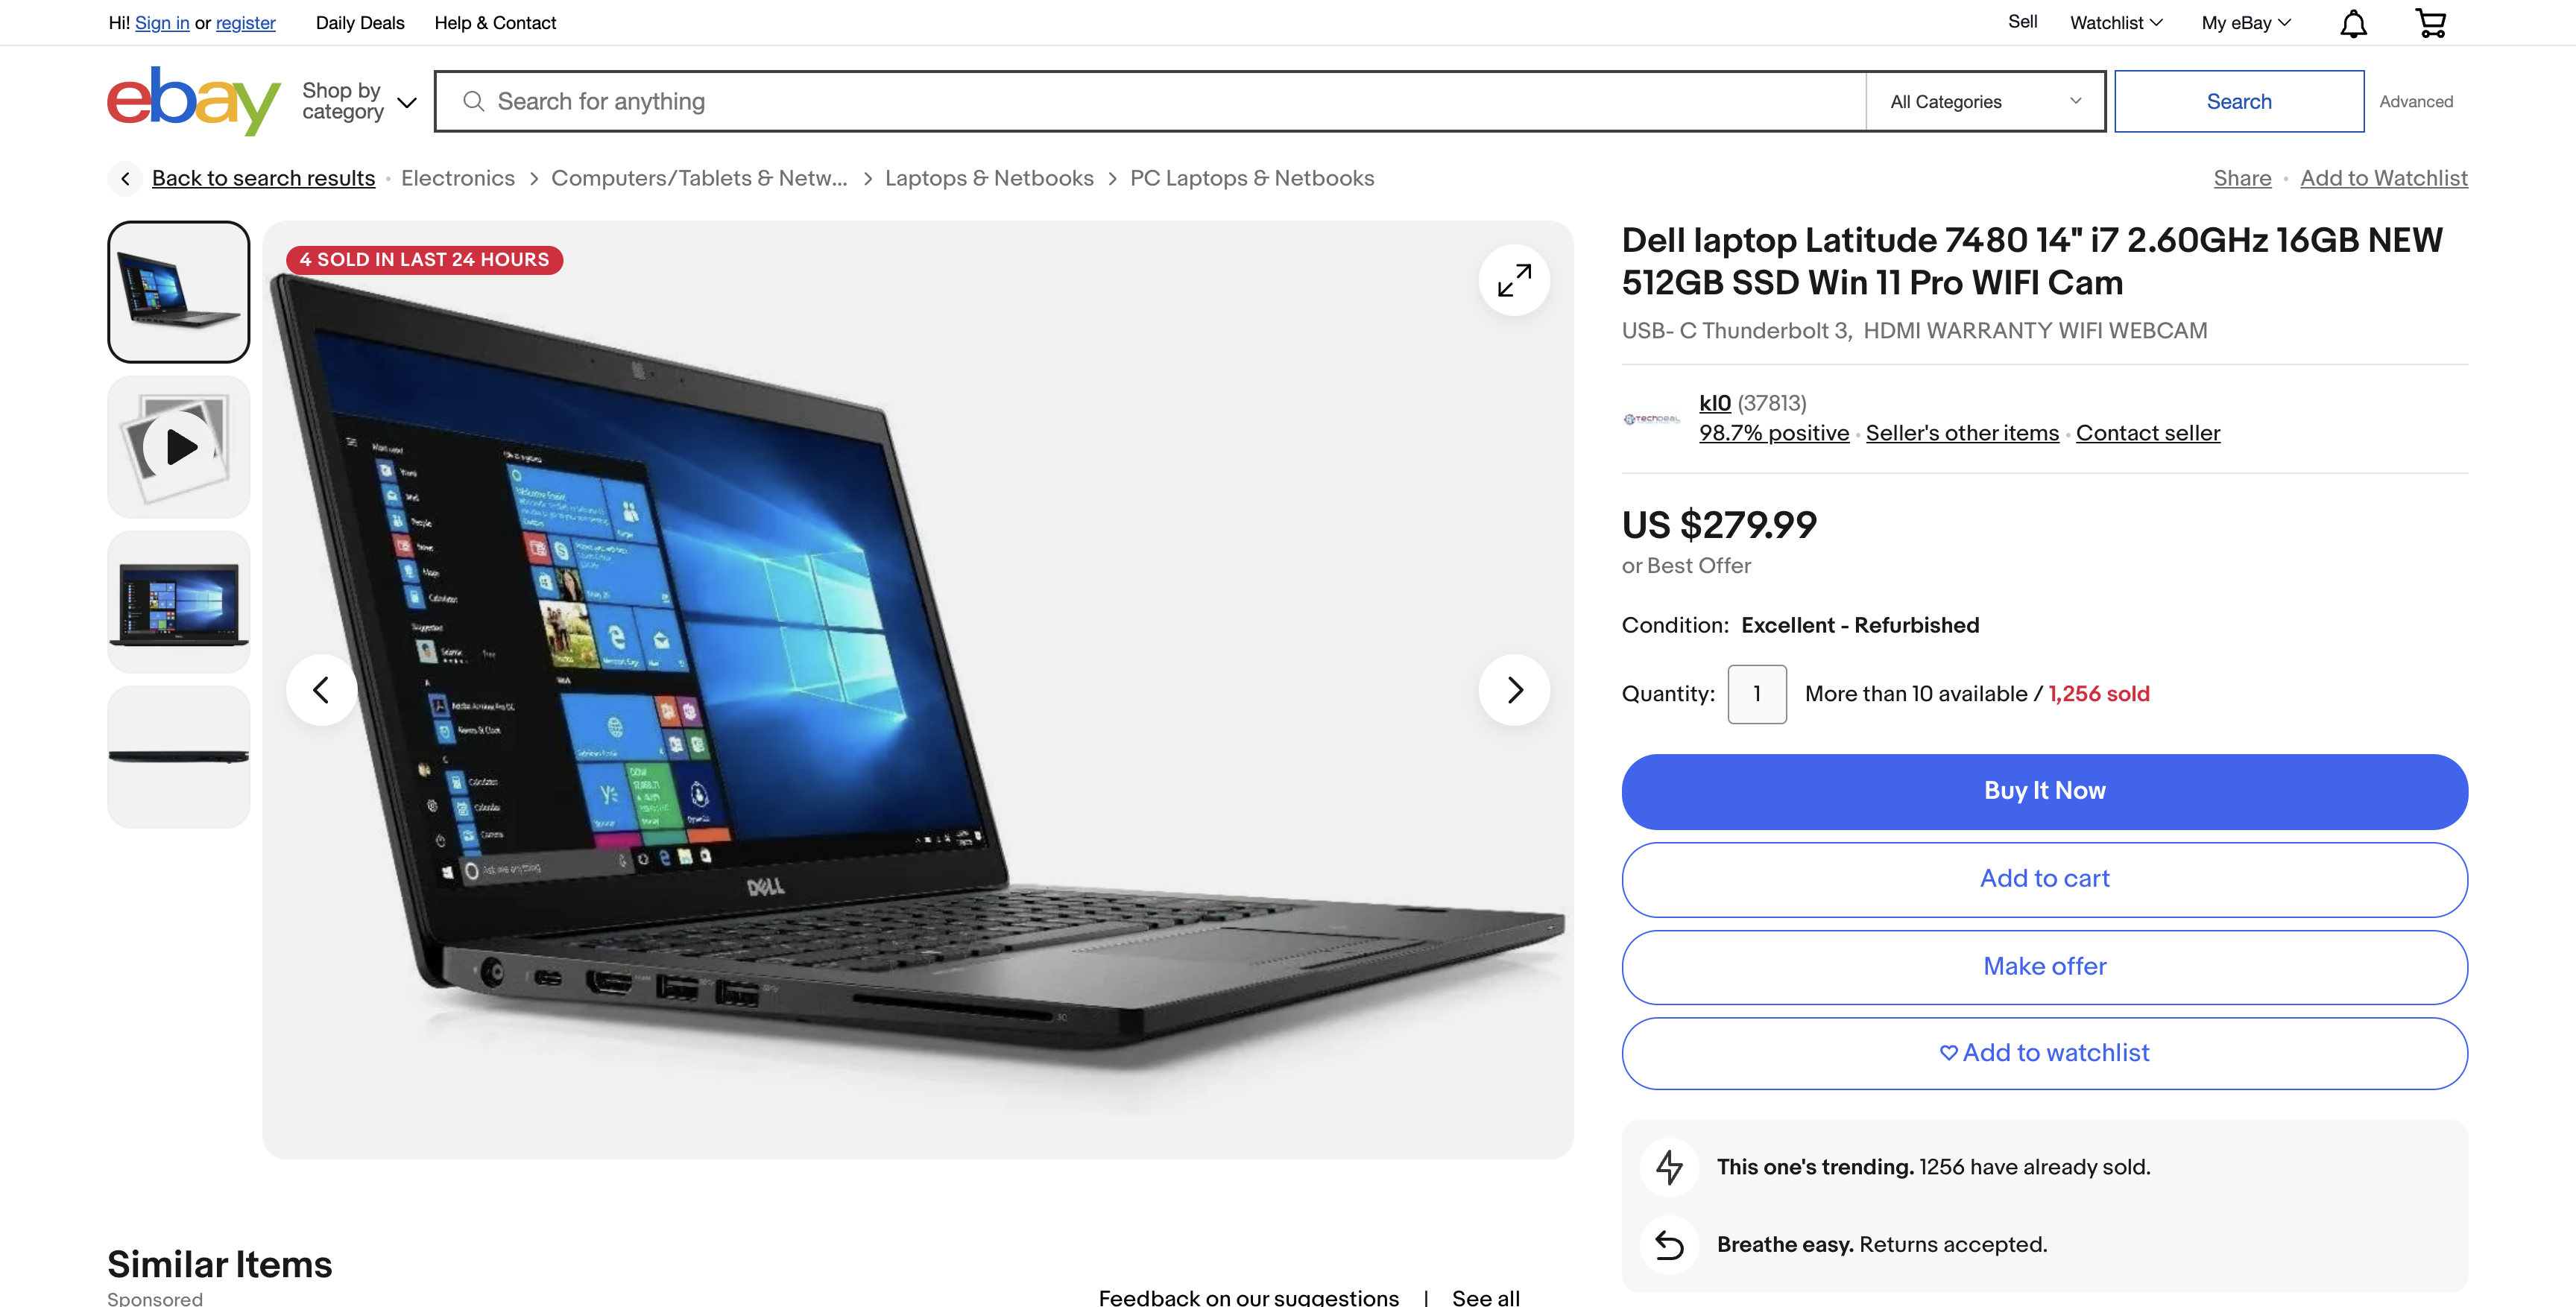 Hi! Sign in or register
Daily Deals
Help & Contact
Sell
Watchlist
My eBay
ebay
Shop by
category
Search for anything
All Categories
Search
Advanced
Back to search results
Electronics
Computers/Tablets & Netw...
Laptops & Netbooks
PC Laptops & Netbooks
Share
Add to Watchlist
4 SOLD IN LAST 24 HOURS
DELL
Dell laptop Latitude 7480 14" i7 2.60GHz 16GB NEW
512GB SSD Win 11 Pro WIFI Cam
USB- C Thunderbolt 3, HDMI WARRANTY WIFI WEBCAM
TECHDEAL
kl0 (37813)
98.7% positive
Seller's other items
Contact seller
US $279.99
or Best Offer
Condition: Excellent - Refurbished
Quantity: 1 More than 10 available / 1,256 sold
Buy It Now
Add to cart
Make offer
Add to watchlist
This one's trending. 1256 have already sold.
Breathe easy. Returns accepted.
Similar Items
Sponsored
Feedback on our suggestions | See all